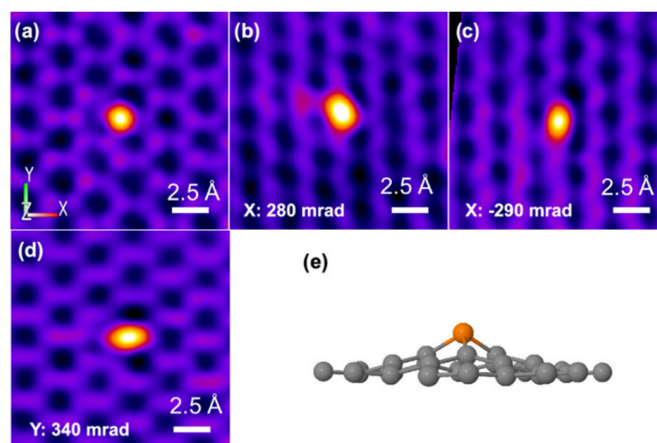 (a)
Y
Z X
2.5 Å
(b)
2.5 Å
X: 280 mrad
(c)
2.5 Å
X: -290 mrad
(d)
2.5 Å
Y: 340 mrad
(e)